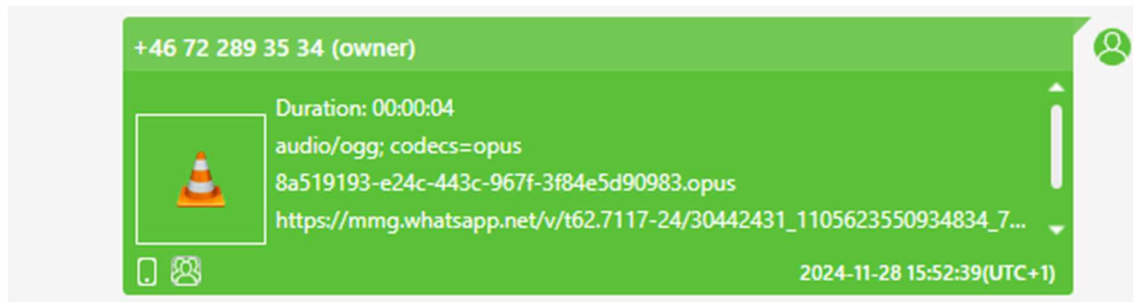 +46 72 289 35 34 (owner)
Duration: 00:00:04
audio/ogg; codecs=opus
8a519193-e24c-443c-967f-3f84e5d90983.opus
https://mmg.whatsapp.net/v/t62.7117-24/30442431_1105623550934834_7...
2024-11-28 15:52:39(UTC+1)